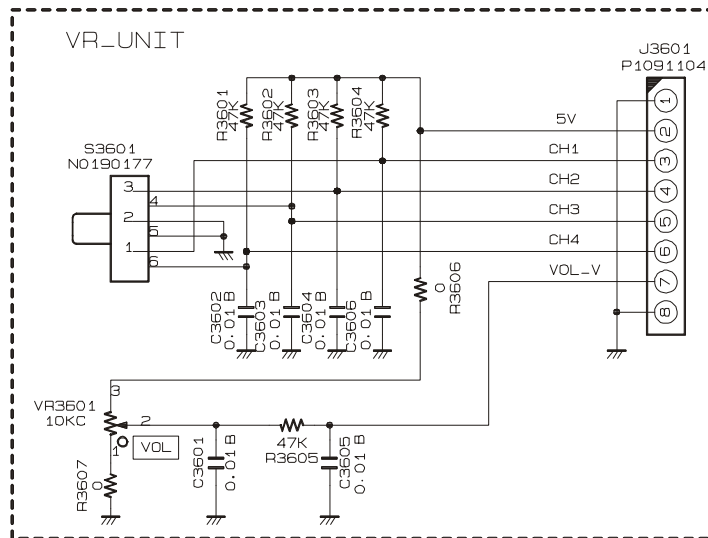 VR_UNIT
J3601
P1091104
R3601
47K
R3602
47K
R3603
47K
R3604
47K
1
5V
2
S3601
N0190177
CH1
3
3
CH2
4
4
2
CH3
5
5
1
CH4
6
6
VOL_V
7
0
R3606
8
C3602
0.01 B
C3603
0.01 B
C3604
0.01 B
C3606
0.01 B
3
VR3601
10KC
2
1
VOL
C3601
0.01 B
47K
R3605
C3605
0.01 B
R3607
0